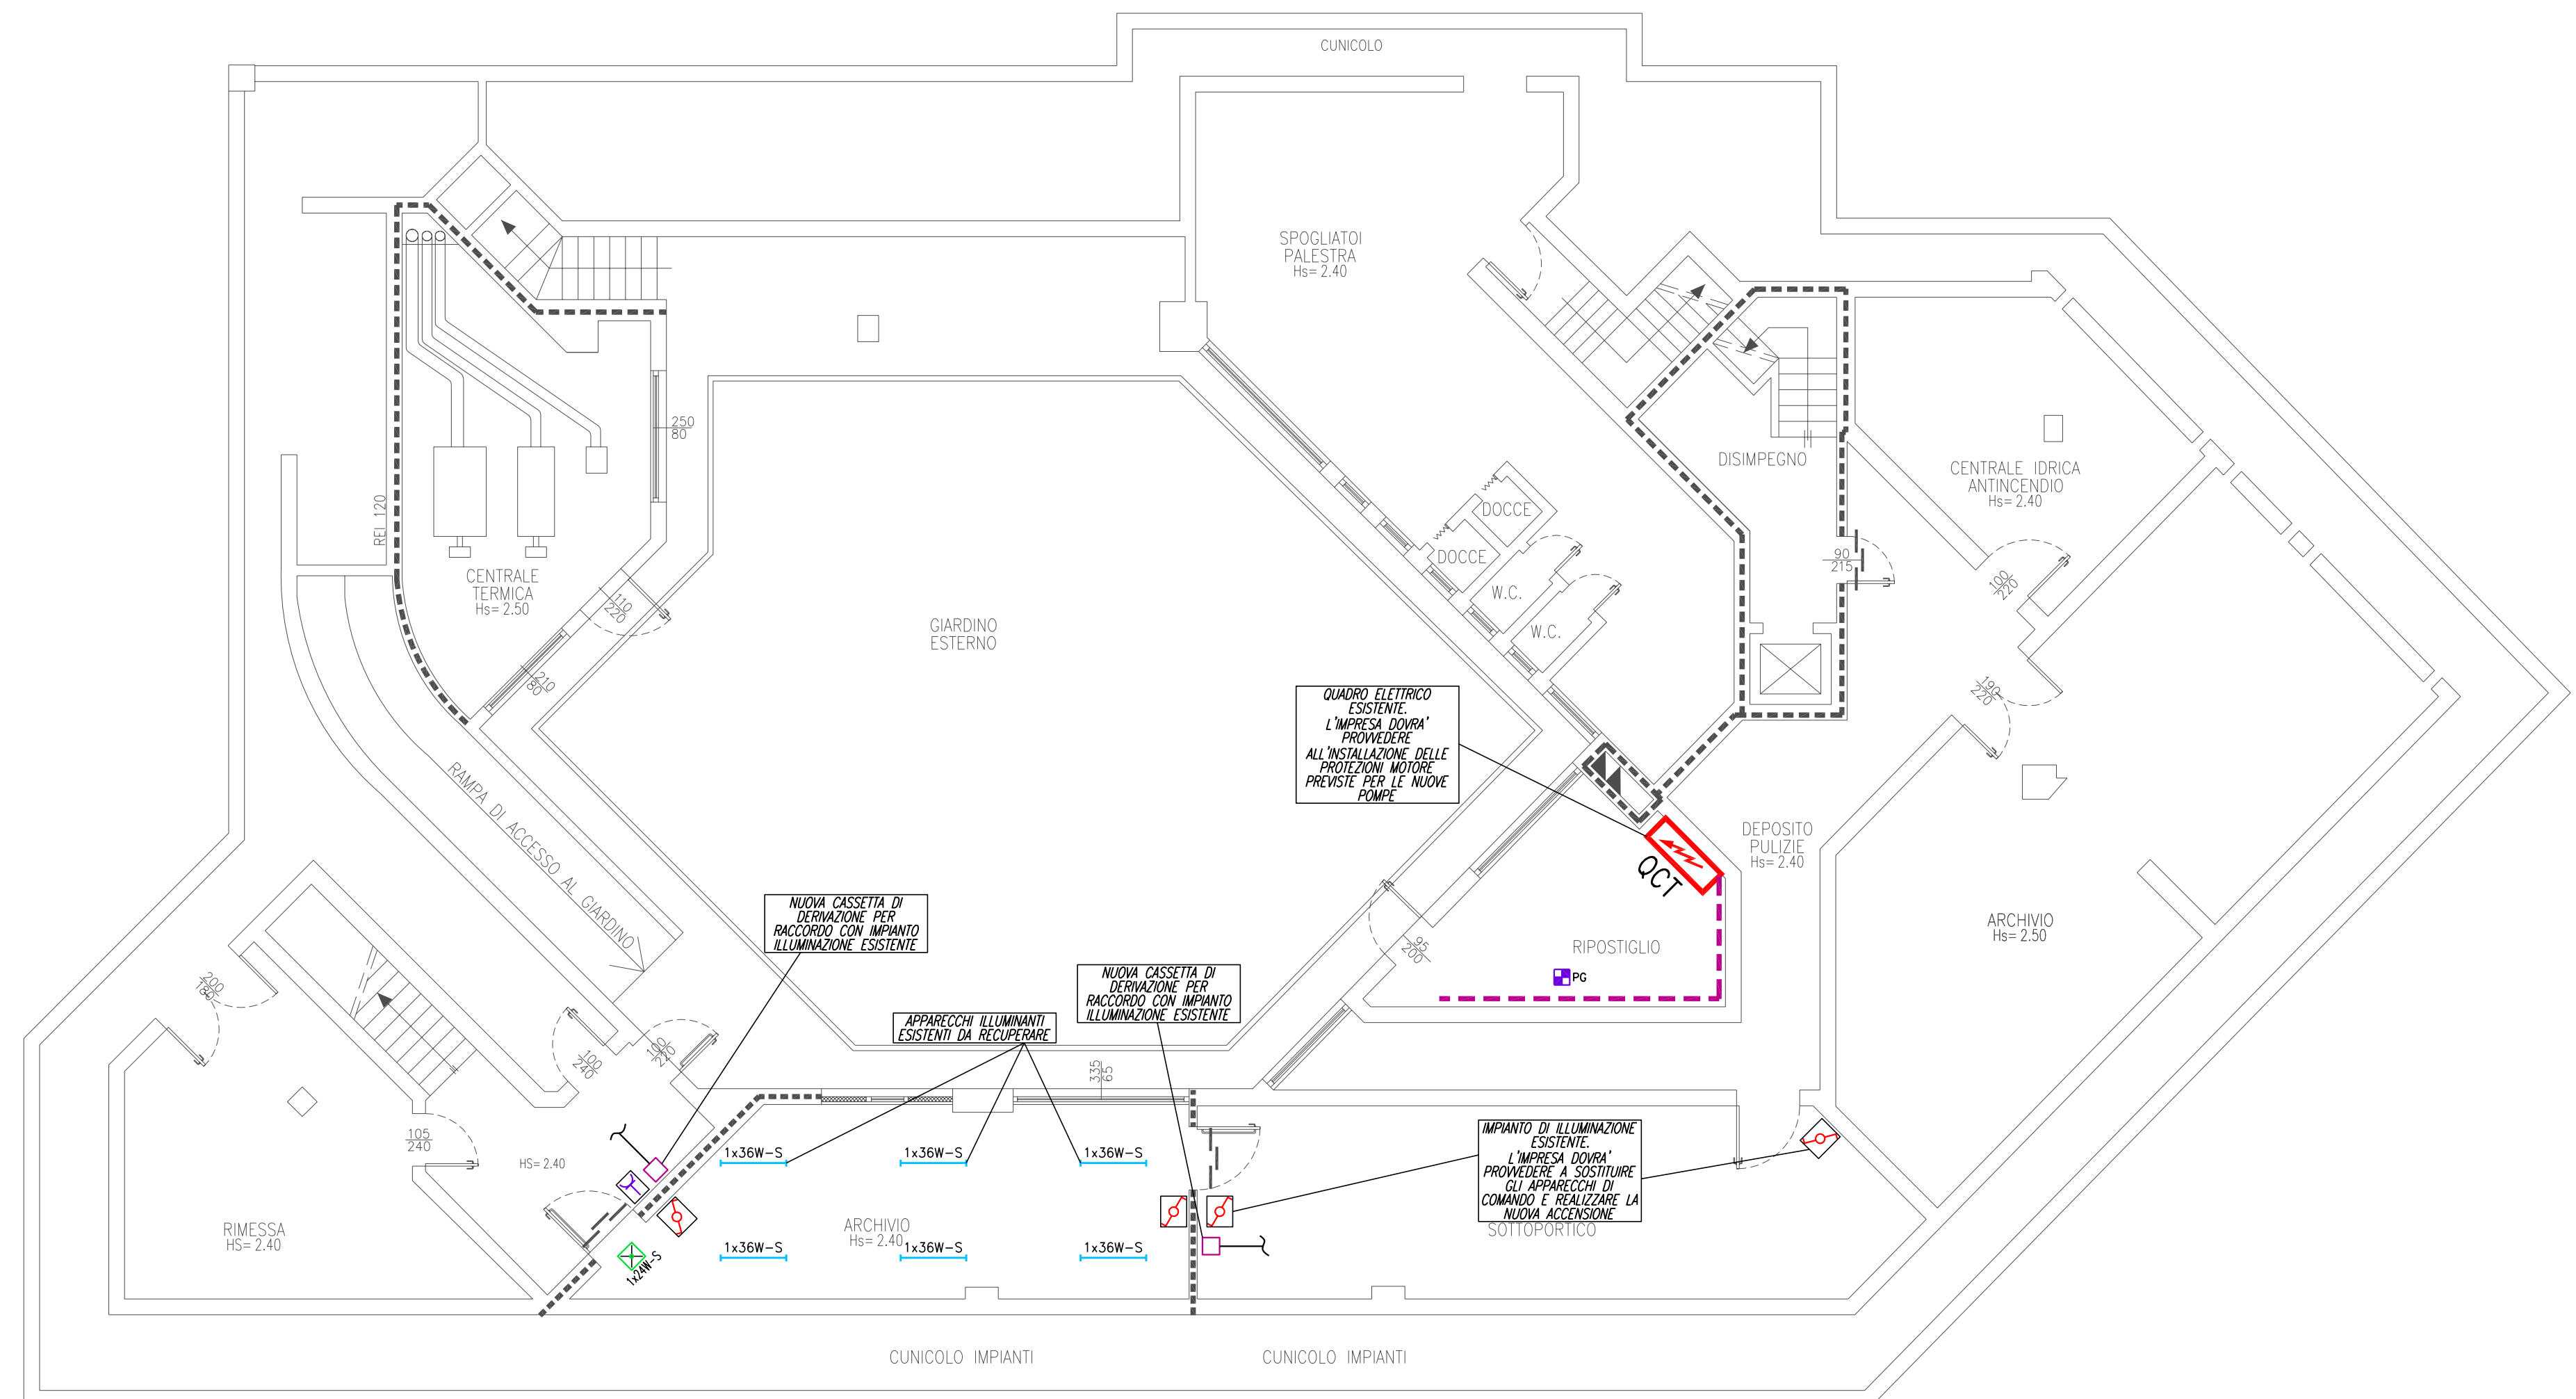 CUNICOLO
SPOGLIATOI
PALESTRA
Hs= 2.40
250
80
DISIMPEGNO
CENTRALE IDRICA
ANTINCENDIO
Hs= 2.40
DOCCE
DOCCE
REI 120
90
215
CENTRALE
TERMICA
Hs= 2.50
100
220
W.C.
110
220
W.C.
GIARDINO
ESTERNO
210
80
190
220
QUADRO ELETTRICO
ESISTENTE.
L'IMPRESA DOVRA'
PROVVEDERE
ALL'INSTALLAZIONE DELLE
PROTEZIONI MOTORE
PREVISTE PER LE NUOVE
POMPE
RAMPA DI ACCESSO AL GIARDINO
DEPOSITO
PULIZIE
Hs= 2.40
QCT
NUOVA CASSETTA DI
DERIVAZIONE PER
RACCORDO CON IMPIANTO
ILLUMINAZIONE ESISTENTE
ARCHIVIO
Hs= 2.50
95
200
RIPOSTIGLIO
PG
200
180
NUOVA CASSETTA DI
DERIVAZIONE PER
RACCORDO CON IMPIANTO
ILLUMINAZIONE ESISTENTE
APPARECCHI ILLUMINANTI
ESISTENTI DA RECUPERARE
100
240
100
220
335
65
105
240
HS= 2.40
1x36W-S
1x36W-S
1x36W-S
IMPIANTO DI ILLUMINAZIONE
ESISTENTE.
L'IMPRESA DOVRA'
PROVVEDERE A SOSTITUIRE
GLI APPARECCHI DI
COMANDO E REALIZZARE LA
NUOVA ACCENSIONE
SOTTOPORTICO
RIMESSA
HS= 2.40
ARCHIVIO
Hs= 2.40
1x36W-S
1x36W-S
1x36W-S
1x24W-S
CUNICOLO IMPIANTI
CUNICOLO IMPIANTI